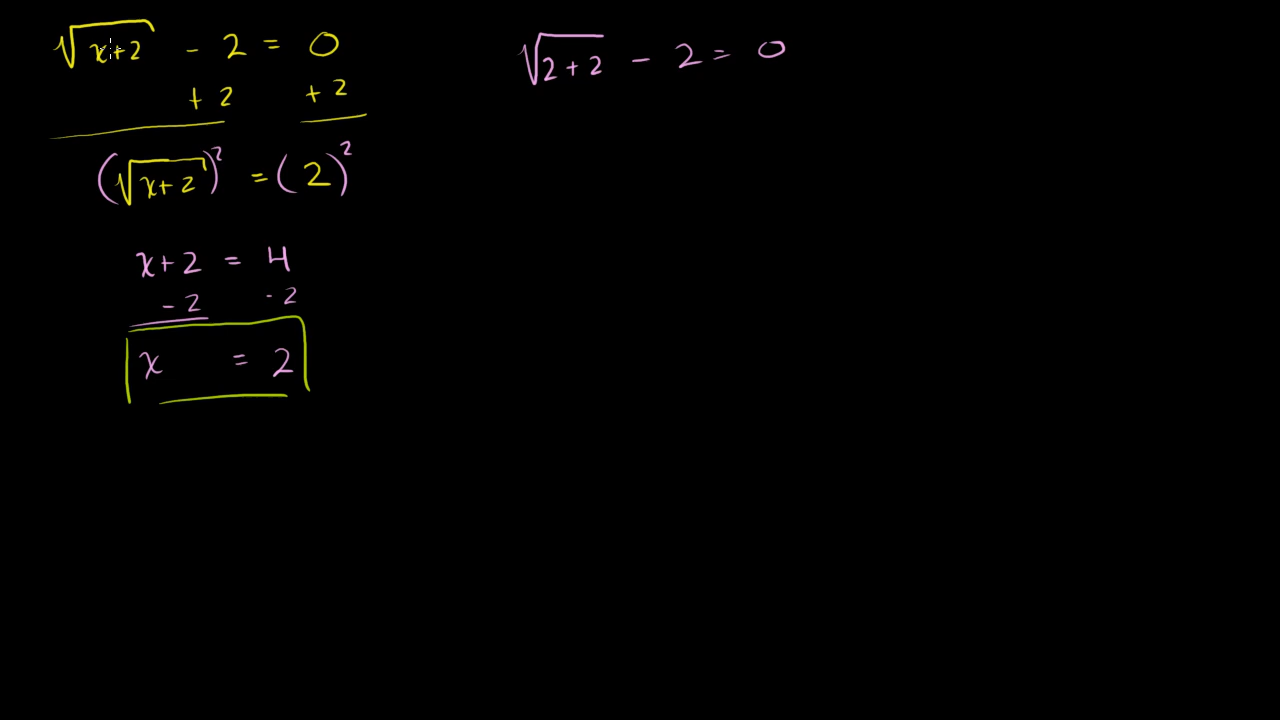 √(x+2) - 2 = 0
+ 2 + 2
(√(x+2))² = (2)²
x + 2 = 4
- 2 - 2
x = 2
√(2+2) - 2 = 0